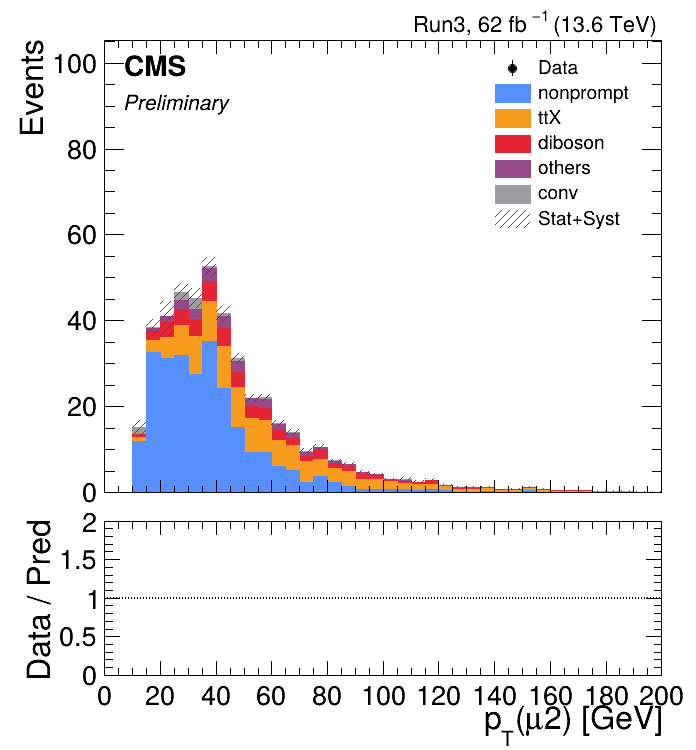 Run3, 62 fb⁻¹ (13.6 TeV)
Events
CMS
Preliminary
Data
nonprompt
ttX
diboson
others
conv
Stat+Syst
100
80
60
40
20
0
Data / Pred
2
1.5
1
0.5
0
0 20 40 60 80 100 120 140 160 180 200
p_T(μ2) [GeV]